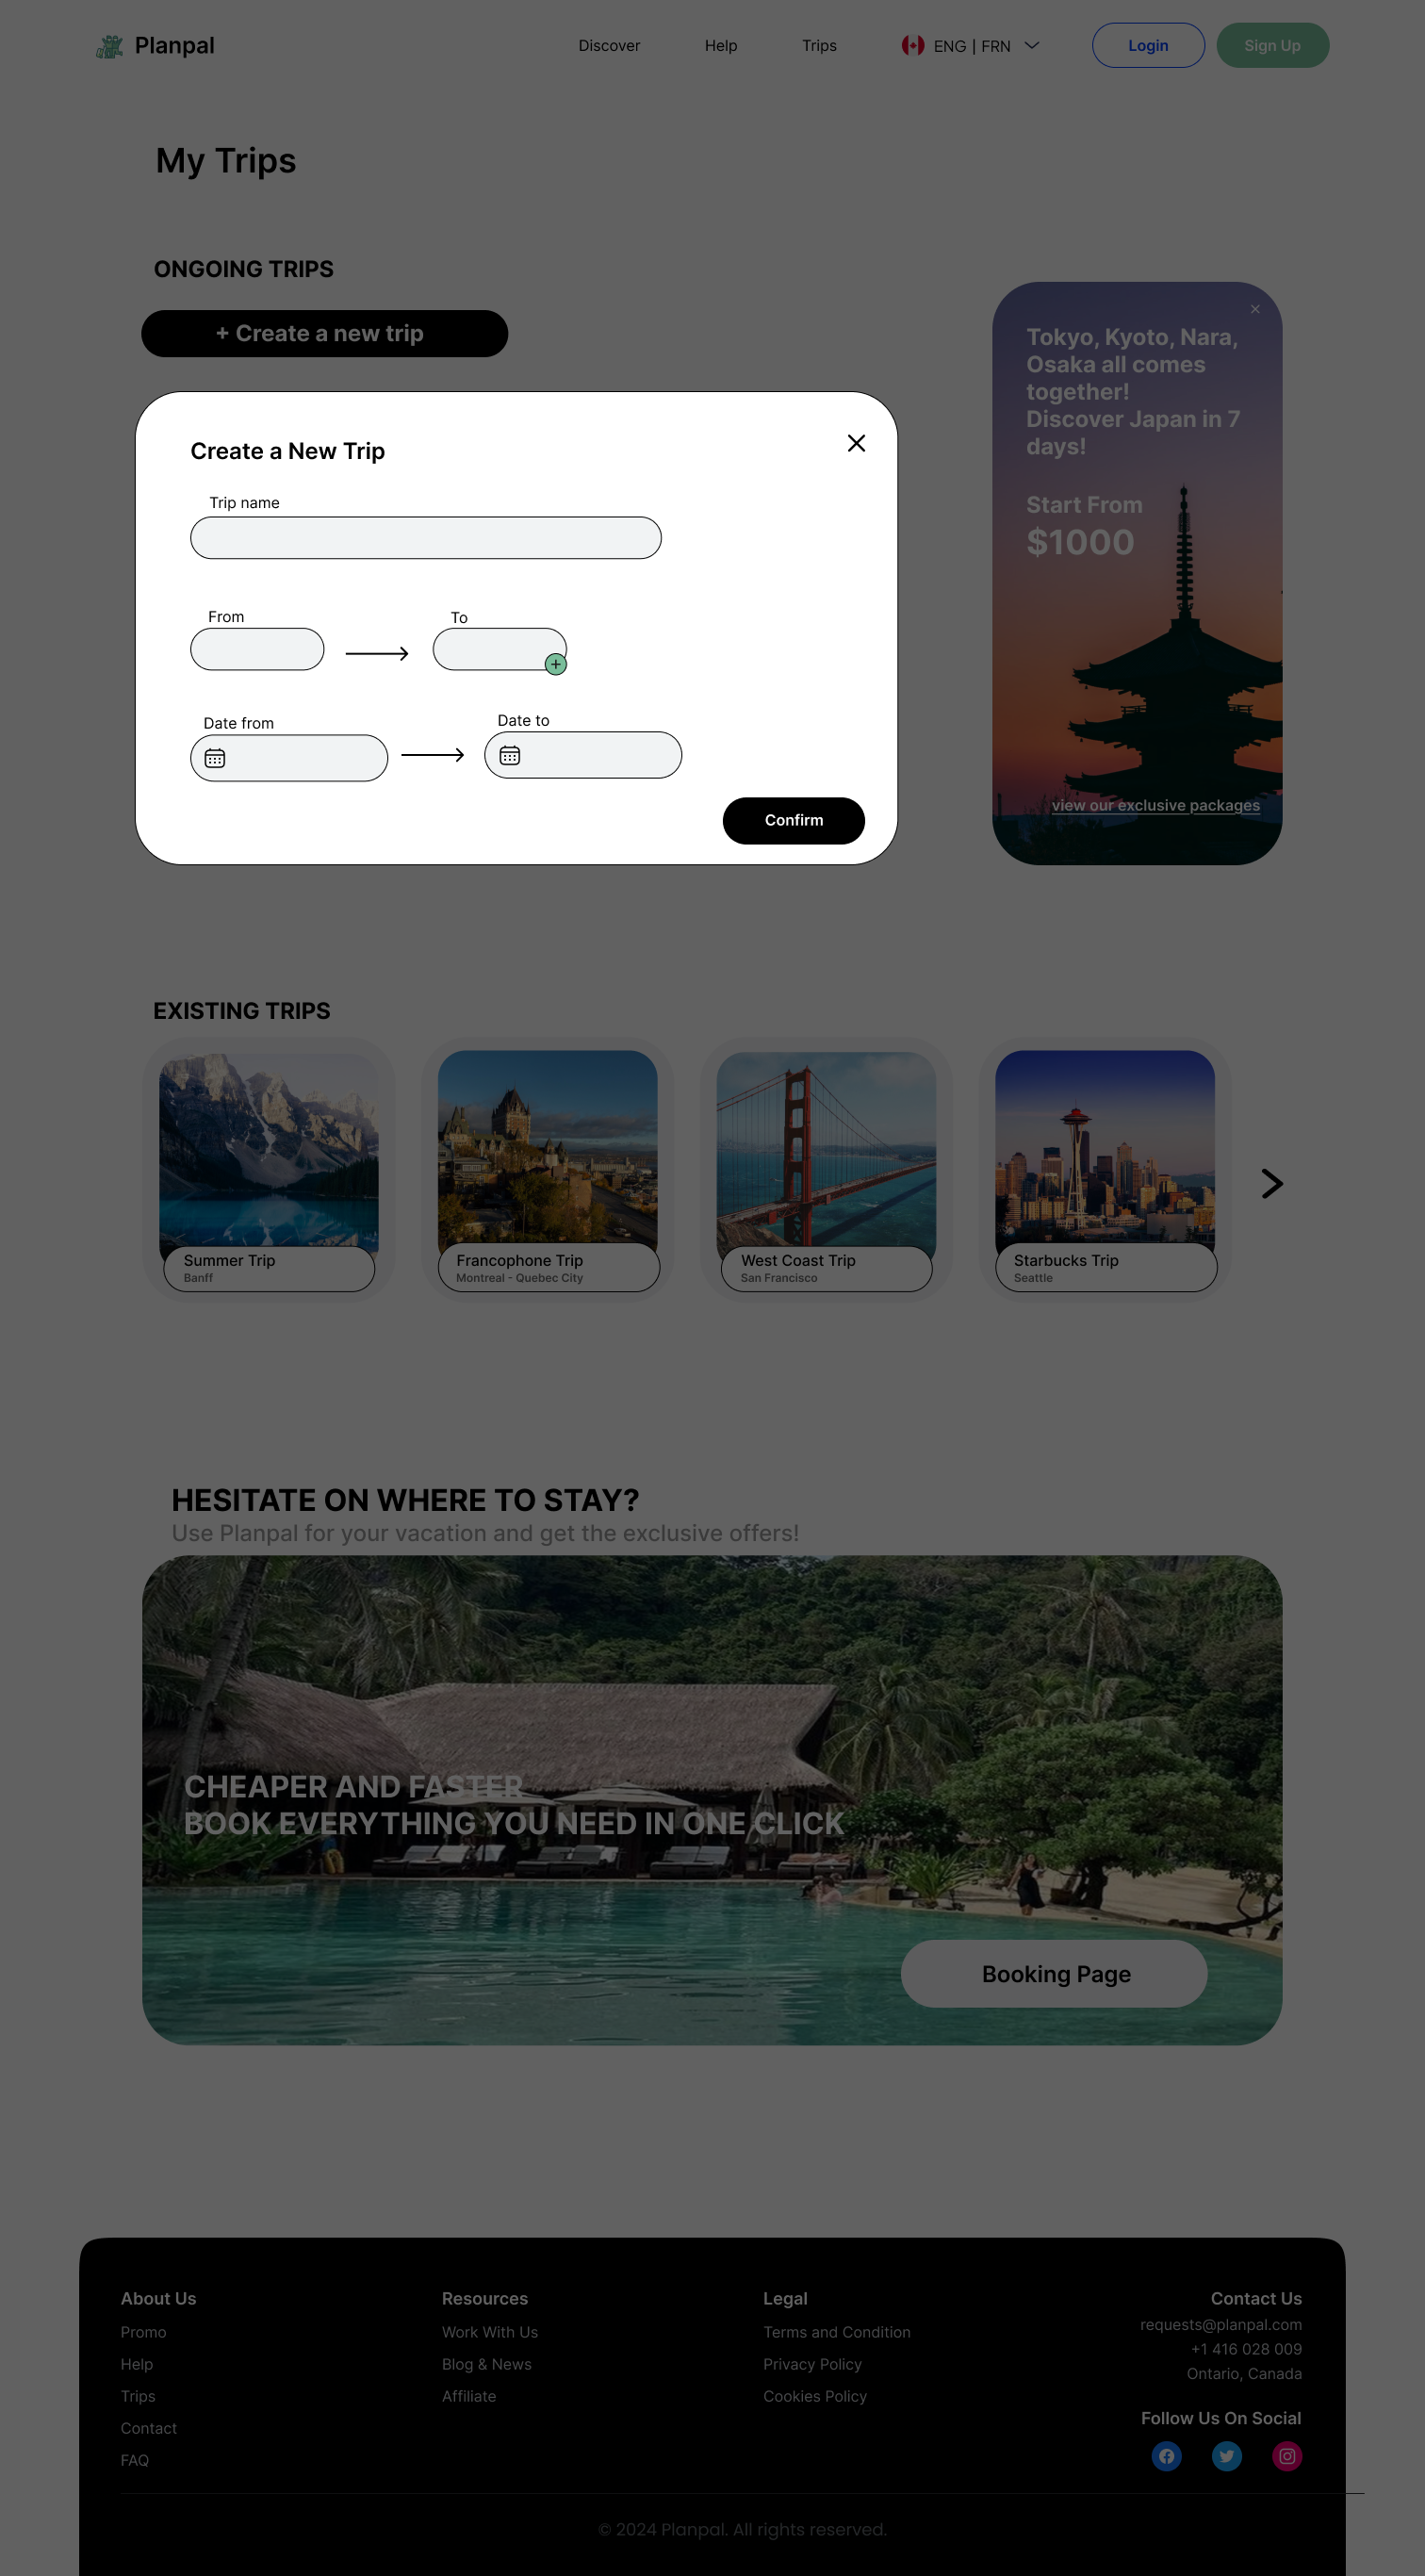 Planpal
Discover
Help
Trips
ENG | FRN
Login
Sign Up
My Trips
ONGOING TRIPS
+ Create a new trip
Create a New Trip
Trip name
From
To
Date from
Date to
Confirm
Tokyo, Kyoto, Nara,
Osaka all comes
together!
Discover Japan in 7
days!
Start From
$1000
view our exclusive packages
EXISTING TRIPS
Summer Trip
Banff
Francophone Trip
Montreal - Quebec City
West Coast Trip
San Francisco
Starbucks Trip
Seattle
HESITATE ON WHERE TO STAY?
Use Planpal for your vacation and get the exclusive offers!
CHEAPER AND FASTER
BOOK EVERYTHING YOU NEED IN ONE CLICK
Booking Page
About Us
Promo
Help
Trips
Contact
FAQ
Resources
Work With Us
Blog & News
Affiliate
Legal
Terms and Condition
Privacy Policy
Cookies Policy
Contact Us
requests@planpal.com
+1 416 028 009
Ontario, Canada
Follow Us On Social
© 2024 Planpal. All rights reserved.